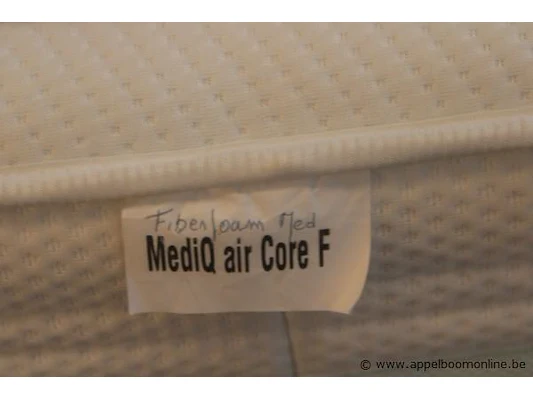 Fiberfoam Med
MediQ air Core F
© www.appelboomonline.be